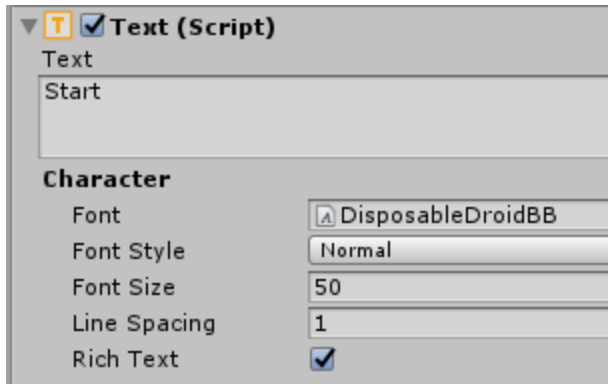 Text (Script)
Text
Start
Character
Font DisposableDroidBB
Font Style Normal
Font Size 50
Line Spacing 1
Rich Text